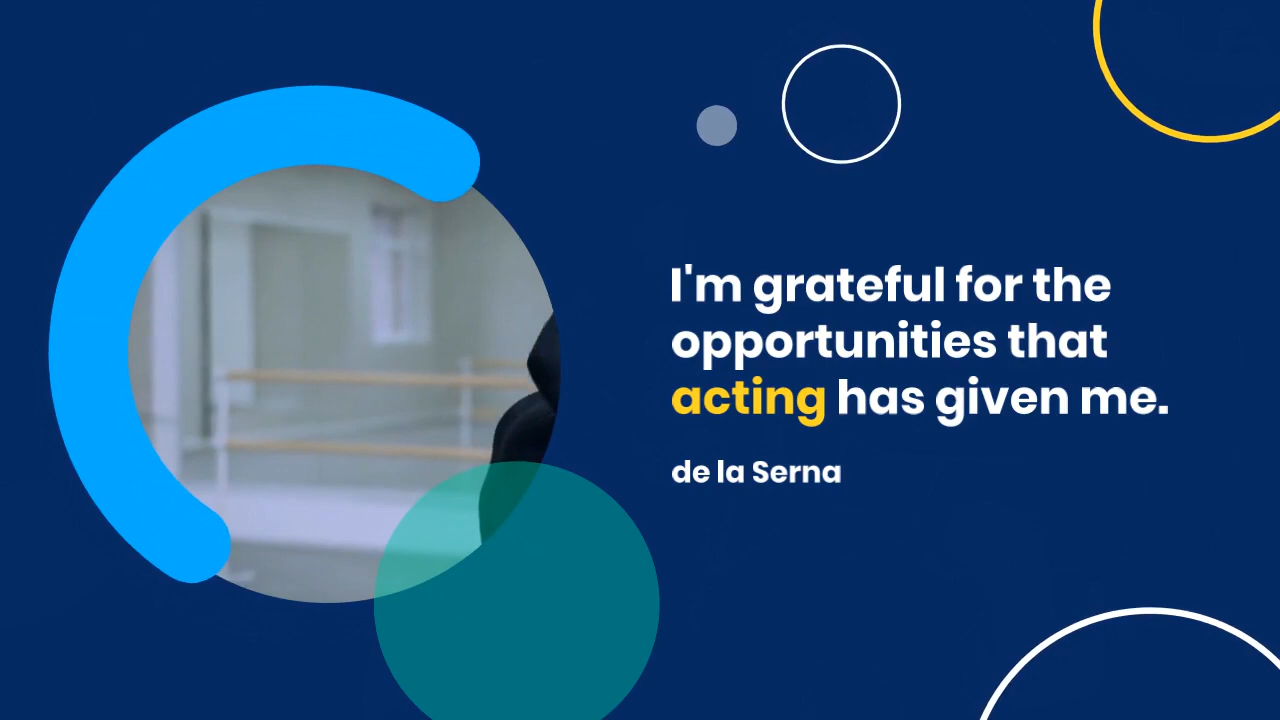 I'm grateful for the
opportunities that
acting has given me.
de la Serna